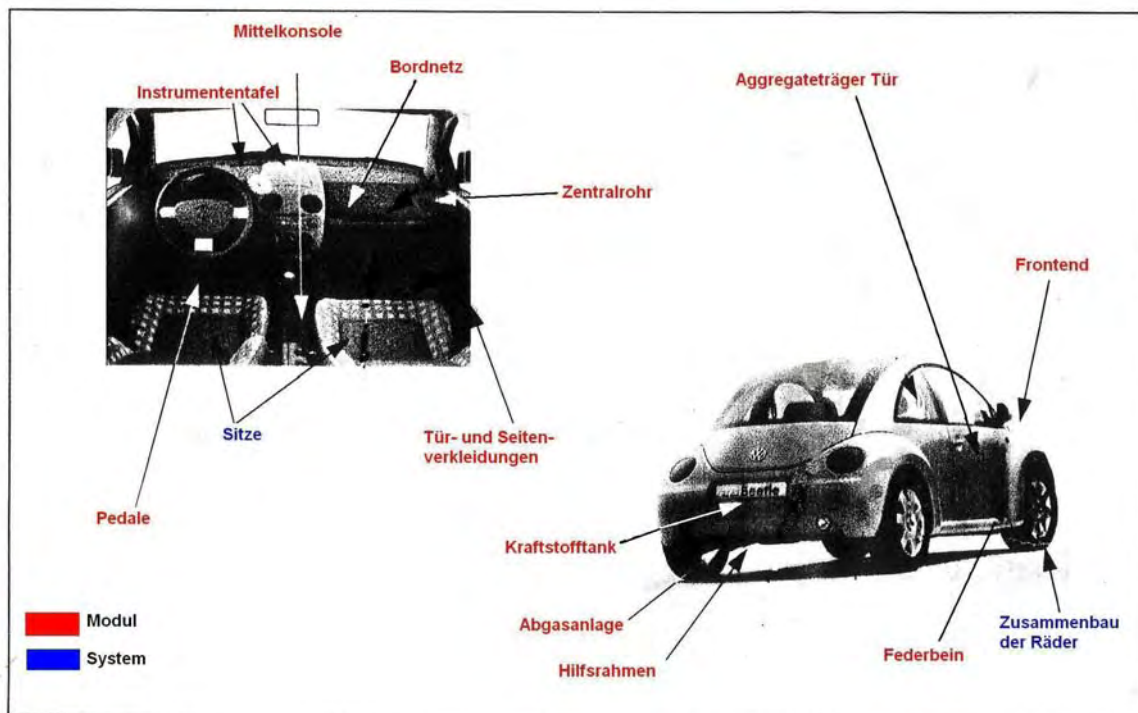 Mittelkonsole
Bordnetz
Instrumententafel
Aggregateträger Tür
Zentralrohr
Frontend
Sitze
Tür- und Seiten-
verkleidungen
Pedale
Kraftstofftank
Abgasanlage
Hilfsrahmen
Federbein
Zusammenbau
der Räder
Modul
System
Beetle